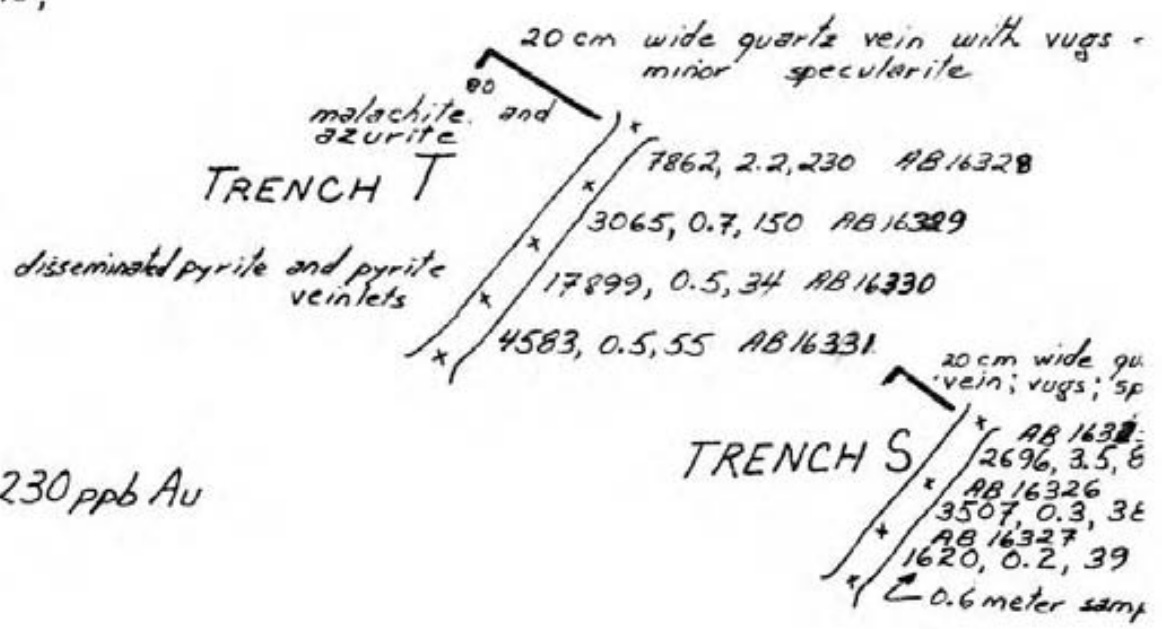 20 cm wide quartz vein with vugs -
minor specularite
80
malachite and
azurite
TRENCH T
7862, 2.2, 230 AB 16328
3065, 0.7, 150 AB 16329
disseminated pyrite and pyrite
veinlets
17899, 0.5, 34 AB 16330
4583, 0.5, 55 AB 16331
20 cm wide qu
vein; vugs; sp
TRENCH S
2696, 3.5, 8
AB 16326
3507, 0.3, 38
AB 16327
1620, 0.2, 39
0.6 meter samp
230 ppb Au